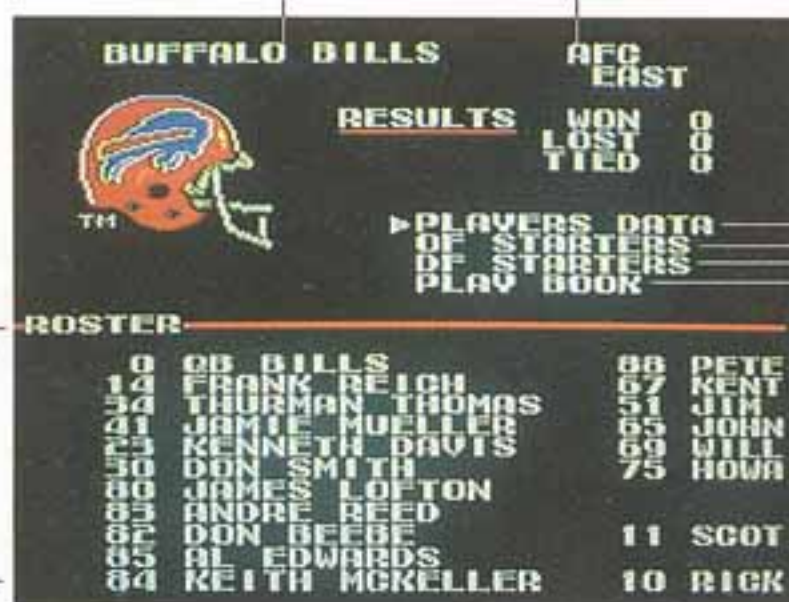 BUFFALO BILLS AFC
EAST
RESULTS WON 0
LOST 0
TIED 0
TM
▶PLAYERS DATA
OF STARTERS
DF STARTERS
PLAY BOOK
ROSTER
0 QB BILLS 88 PETE
14 FRANK REICH 67 KENT
34 THURMAN THOMAS 51 JIM
41 JAMIE MUELLER 65 JOHN
23 KENNETH DAVIS 69 WILL
30 DON SMITH 75 HOWA
80 JAMES LOFTON
83 ANDRE REED
82 DON BEEBE 11 SCOT
85 AL EDWARDS
84 KEITH MCKELLER 10 RICK